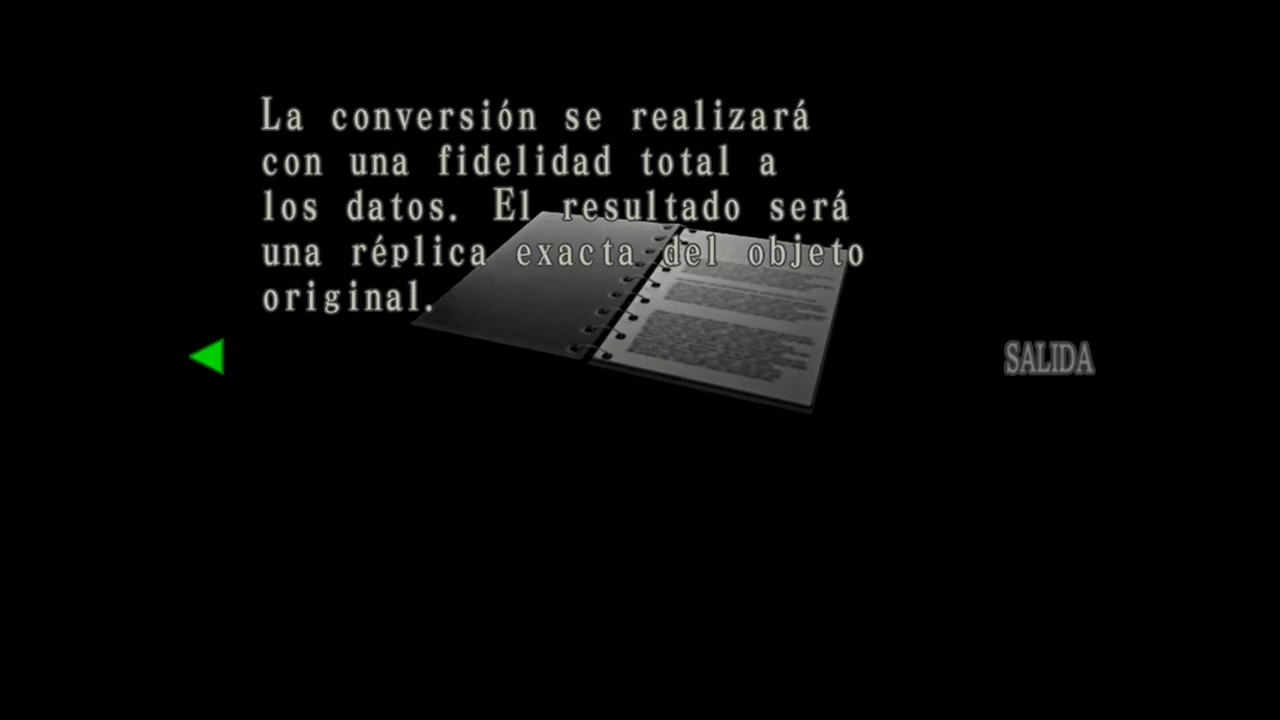 La conversión se realizará
con una fidelidad total a
los datos. El resultado será
una réplica exacta del objeto
original.
SALIDA